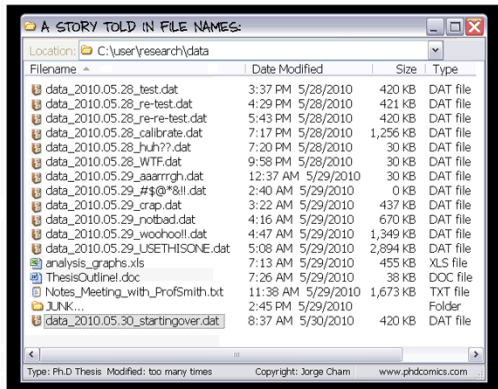 A STORY TOLD IN FILE NAMES:
Location: C:\user\research\data
Filename Date Modified Size Type
data_2010.05.28_test.dat 3:37 PM 5/28/2010 420 KB DAT file
data_2010.05.28_re-test.dat 4:29 PM 5/28/2010 421 KB DAT file
data_2010.05.28_re-re-test.dat 5:43 PM 5/28/2010 420 KB DAT file
data_2010.05.28_calibrate.dat 7:17 PM 5/28/2010 1,256 KB DAT file
data_2010.05.28_huh??.dat 7:20 PM 5/28/2010 30 KB DAT file
data_2010.05.28_WTF.dat 9:58 PM 5/28/2010 30 KB DAT file
data_2010.05.29_aaarrrgh.dat 12:37 AM 5/29/2010 30 KB DAT file
data_2010.05.29_#$@*&!!.dat 2:40 AM 5/29/2010 0 KB DAT file
data_2010.05.29_crap.dat 3:22 AM 5/29/2010 437 KB DAT file
data_2010.05.29_notbad.dat 4:16 AM 5/29/2010 670 KB DAT file
data_2010.05.29_woohoo!!.dat 4:47 AM 5/29/2010 1,349 KB DAT file
data_2010.05.29_USETHISONE.dat 5:08 AM 5/29/2010 2,894 KB DAT file
analysis_graphs.xls 7:13 AM 5/29/2010 455 KB XLS file
ThesisOutline!.doc 7:26 AM 5/29/2010 38 KB DOC file
Notes_Meeting_with_ProfSmith.txt 11:38 AM 5/29/2010 1,673 KB TXT file
JUNK... 2:45 PM 5/29/2010 Folder
data_2010.05.30_startingover.dat 8:37 AM 5/30/2010 420 KB DAT file
Type: Ph.D Thesis Modified: too many times Copyright: Jorge Cham www.phdcomics.com